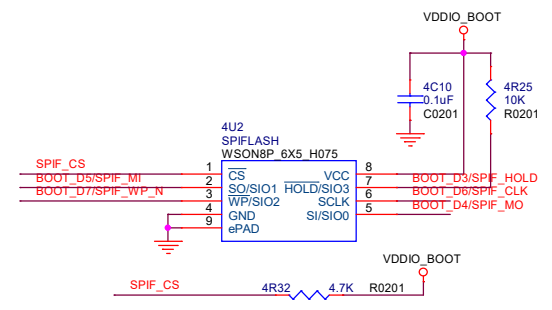 VDDIO_BOOT
4C10
0.1uF
C0201
4R25
10K
R0201
4U2
SPIFLASH
WSON8P_6X5_H075
SPIF_CS
BOOT_D5/SPIF_MI
BOOT_D7/SPIF_WP_N
1
2
3
4
9
CS
SO/SIO1
WP/SIO2
GND
ePAD
VCC
HOLD/SIO3
SCLK
SI/SIO0
8
7
6
5
BOOT_D3/SPIF_HOLD
BOOT_D6/SPIF_CLK
BOOT_D4/SPIF_MO
VDDIO_BOOT
SPIF_CS
4R32
4.7K
R0201